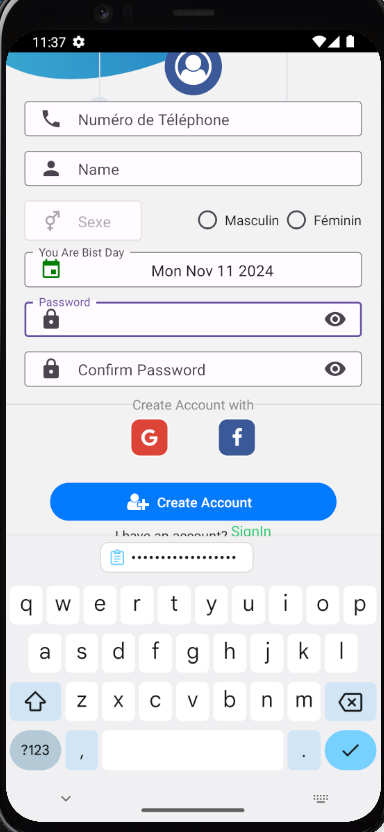 11:37
Numéro de Téléphone
Name
Sexe
Masculin
Féminin
You Are Bist Day
Mon Nov 11 2024
Password
Confirm Password
Create Account with
G f
Create Account
I have an account? SignIn
••••••••••••••••••
q w e r t y u i o p
a s d f g h j k l
z x c v b n m
?123 , .